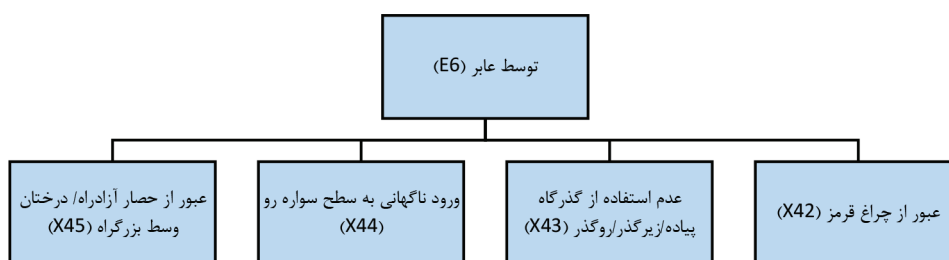 توسط عابر (E6)
عبور از چراغ قرمز (X42)
عدم استفاده از گذرگاه
پیاده/زیرگذر/روگذر (X43)
ورود ناگهانی به سطح سواره رو
(X44)
عبور از حصار آزادراه/ درختان
وسط بزرگراه (X45)